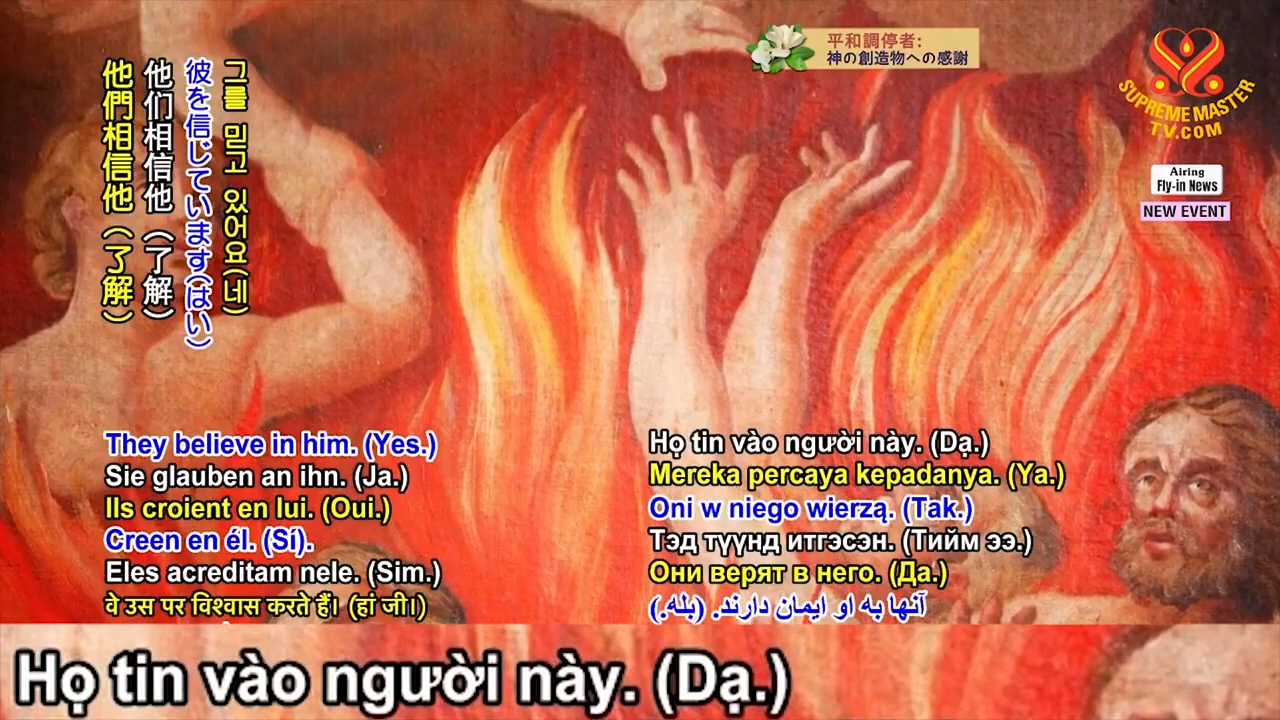 平和調停者:
神の創造物への感謝
SUPREME MASTER
TV.COM
Airing
Fly-in News
NEW EVENT
그를 믿고 있어요(네)
彼を信じています(はい)
他们相信他（了解）
他們相信他（了解）
They believe in him. (Yes.)
Sie glauben an ihn. (Ja.)
Ils croient en lui. (Oui.)
Creen en él. (Sí).
Eles acreditam nele. (Sim.)
वे उस पर विश्वास करते हैं। (हां जी।)
Họ tin vào người này. (Dạ.)
Mereka percaya kepadanya. (Ya.)
Oni w niego wierzą. (Tak.)
Тэд түүнд итгэсэн. (Тийм ээ.)
Они верят в него. (Да.)
آنها به او ایمان دارند. (بله.)
Họ tin vào người này. (Dạ.)